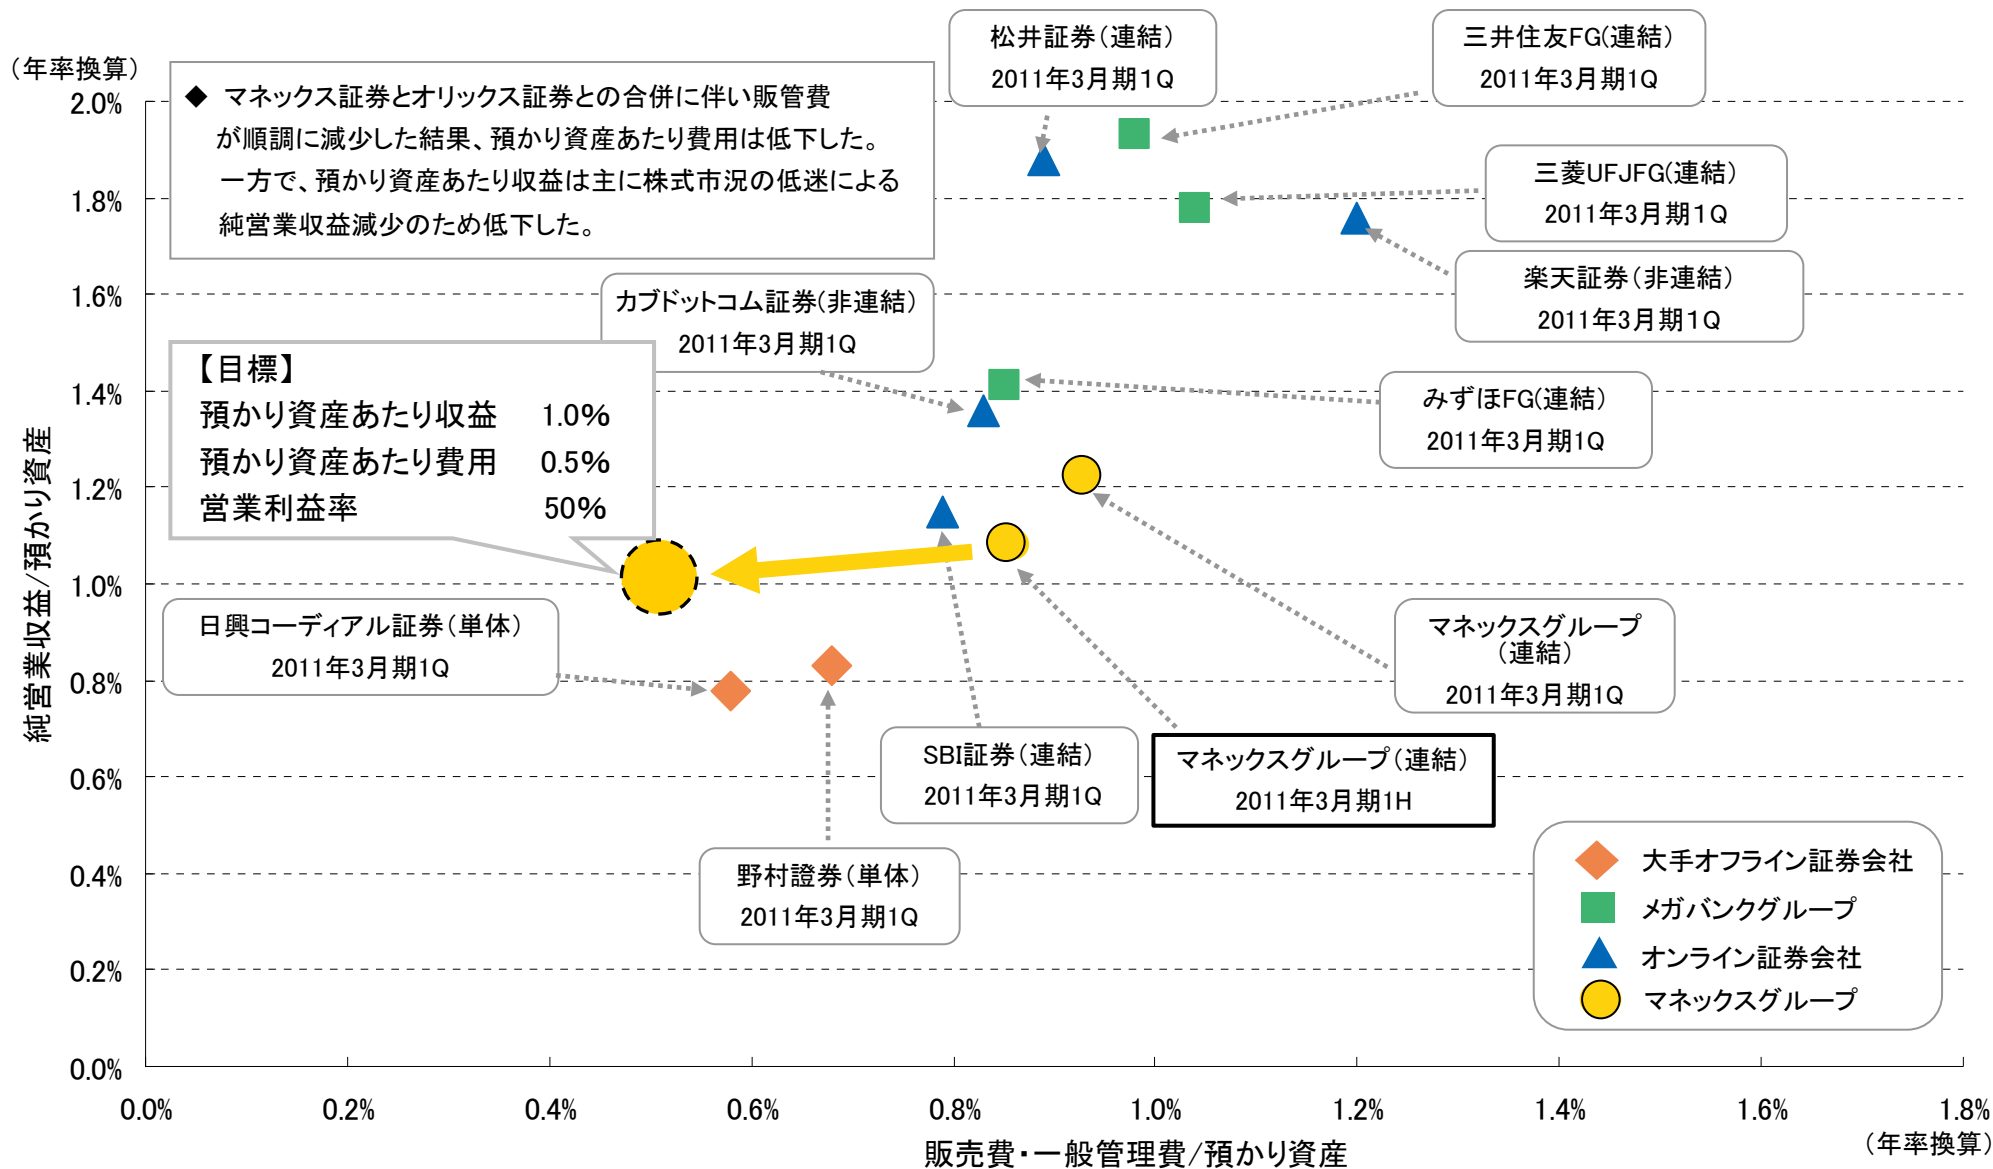 松井証券（連結）
2011年3月期１Q
三井住友FG(連結)
2011年3月期1Q
（年率換算）
◆ マネックス証券とオリックス証券との合併に伴い販管費
が順調に減少した結果、預かり資産あたり費用は低下した。
一方で、預かり資産あたり収益は主に株式市況の低迷による
純営業収益減少のため低下した。
三菱UFJFG(連結)
2011年3月期１Q
楽天証券（非連結）
2011年3月期１Q
カブドットコム証券(非連結)
2011年3月期1Q
【目標】
預かり資産あたり収益 1.0%
預かり資産あたり費用 0.5%
営業利益率 50%
みずほFG(連結)
2011年3月期1Q
日興コーディアル証券（単体）
2011年3月期1Q
マネックスグループ
（連結）
2011年3月期1Q
SBI証券（連結）
2011年3月期1Q
マネックスグループ（連結）
2011年3月期1H
野村證券（単体）
2011年3月期1Q
大手オフライン証券会社
メガバンクグループ
オンライン証券会社
マネックスグループ
純営業収益/預かり資産
2.0%
1.8%
1.6%
1.4%
1.2%
1.0%
0.8%
0.6%
0.4%
0.2%
0.0%
0.0% 0.2% 0.4% 0.6% 0.8% 1.0% 1.2% 1.4% 1.6% 1.8%
販売費・一般管理費/預かり資産
（年率換算）